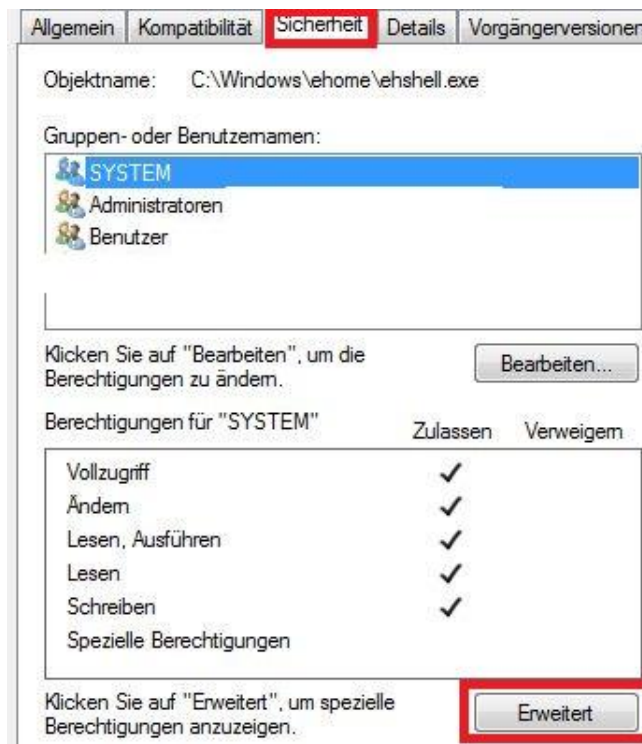 Allgemein Kompatibilität Sicherheit Details Vorgängerversionen
Objektname: C:\Windows\ehome\ehshell.exe
Gruppen- oder Benutzernamen:
SYSTEM
Administratoren
Benutzer
Klicken Sie auf "Bearbeiten", um die
Berechtigungen zu ändern.
Bearbeiten...
Berechtigungen für "SYSTEM" Zulassen Verweigern
Vollzugriff
Ändern
Lesen, Ausführen
Lesen
Schreiben
Spezielle Berechtigungen
Klicken Sie auf "Erweitert", um spezielle
Berechtigungen anzuzeigen.
Erweitert